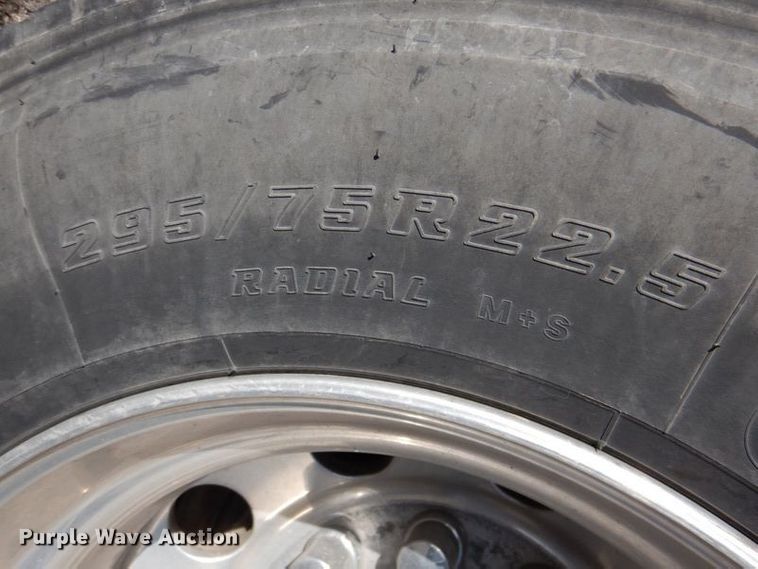 295/75R22.5
RADIAL M+S
Purple Wave Auction